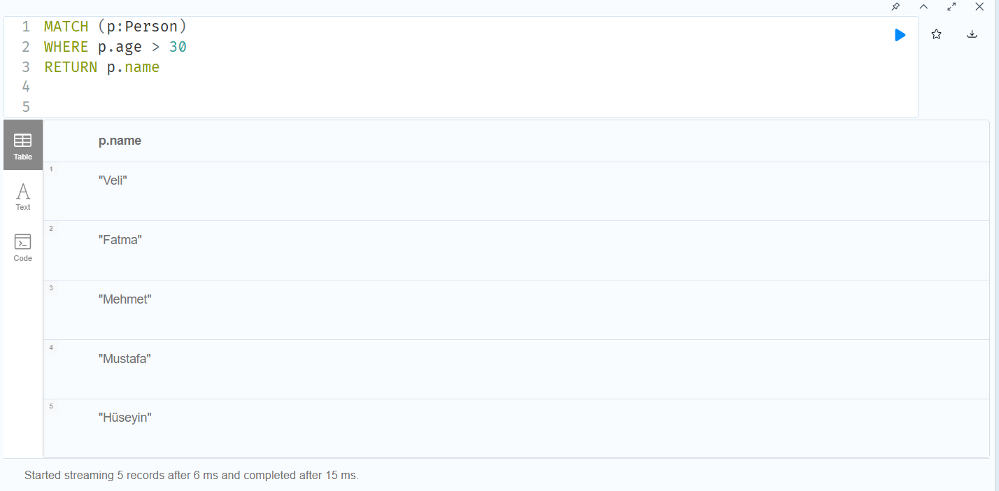 1 MATCH (p:Person)
2 WHERE p.age > 30
3 RETURN p.name
4
5
Table
Text
Code
p.name
1
"Veli"
2
"Fatma"
3
"Mehmet"
4
"Mustafa"
5
"Hüseyin"
Started streaming 5 records after 6 ms and completed after 15 ms.